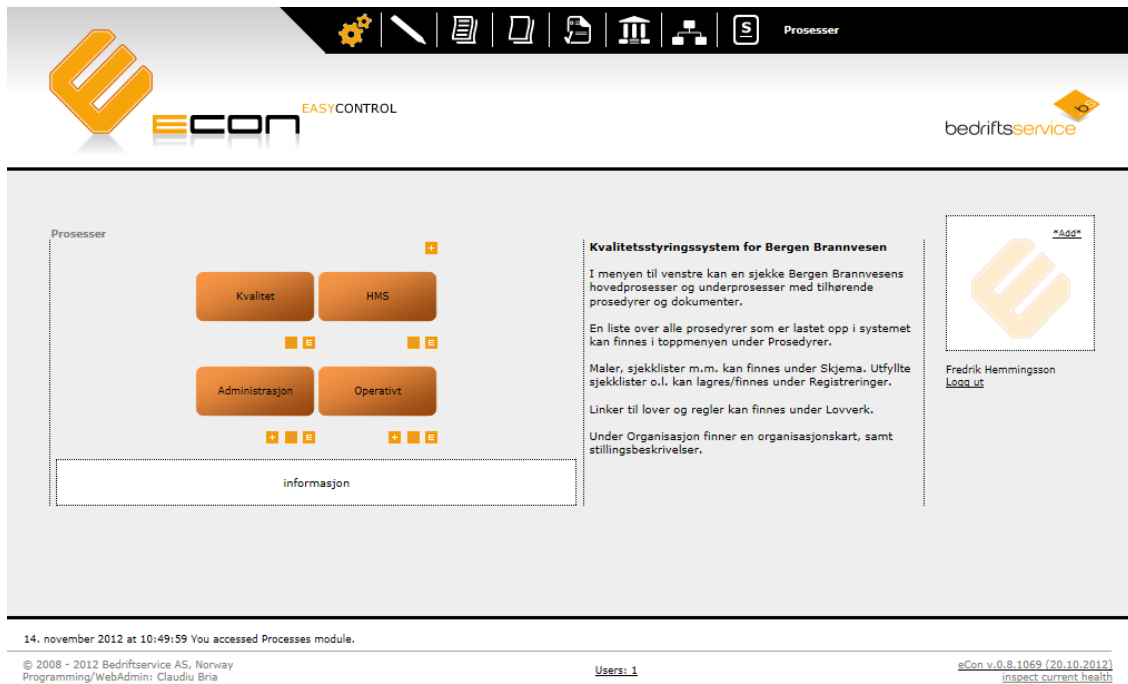 S
Prosesser
econ
EASYCONTROL
bs
bedriftsservice
Prosesser
+
Kvalitet
HMS
E
E
Administrasjon
Operativt
+ E
+ E
informasjon
Kvalitetsstyringssystem for Bergen Brannvesen
I menyen til venstre kan en sjekke Bergen Brannvesens
hovedprosesser og underprosesser med tilhørende
prosedyrer og dokumenter.
En liste over alle prosedyrer som er lastet opp i systemet
kan finnes i toppmenyen under Prosedyrer.
Maler, sjekklister m.m. kan finnes under Skjema. Utfyllte
sjekklister o.l. kan lagres/finnes under Registreringer.
Linker til lover og regler kan finnes under Lovverk.
Under Organisasjon finner en organisasjonskart, samt
stillingsbeskrivelser.
*Add*
Fredrik Hemmingsson
Logg ut
14. november 2012 at 10:49:59 You accessed Processes module.
© 2008 - 2012 Bedriftservice AS, Norway
Programming/WebAdmin: Claudiu Bria
Users: 1
eCon v.0.8.1069 (20.10.2012)
inspect current health